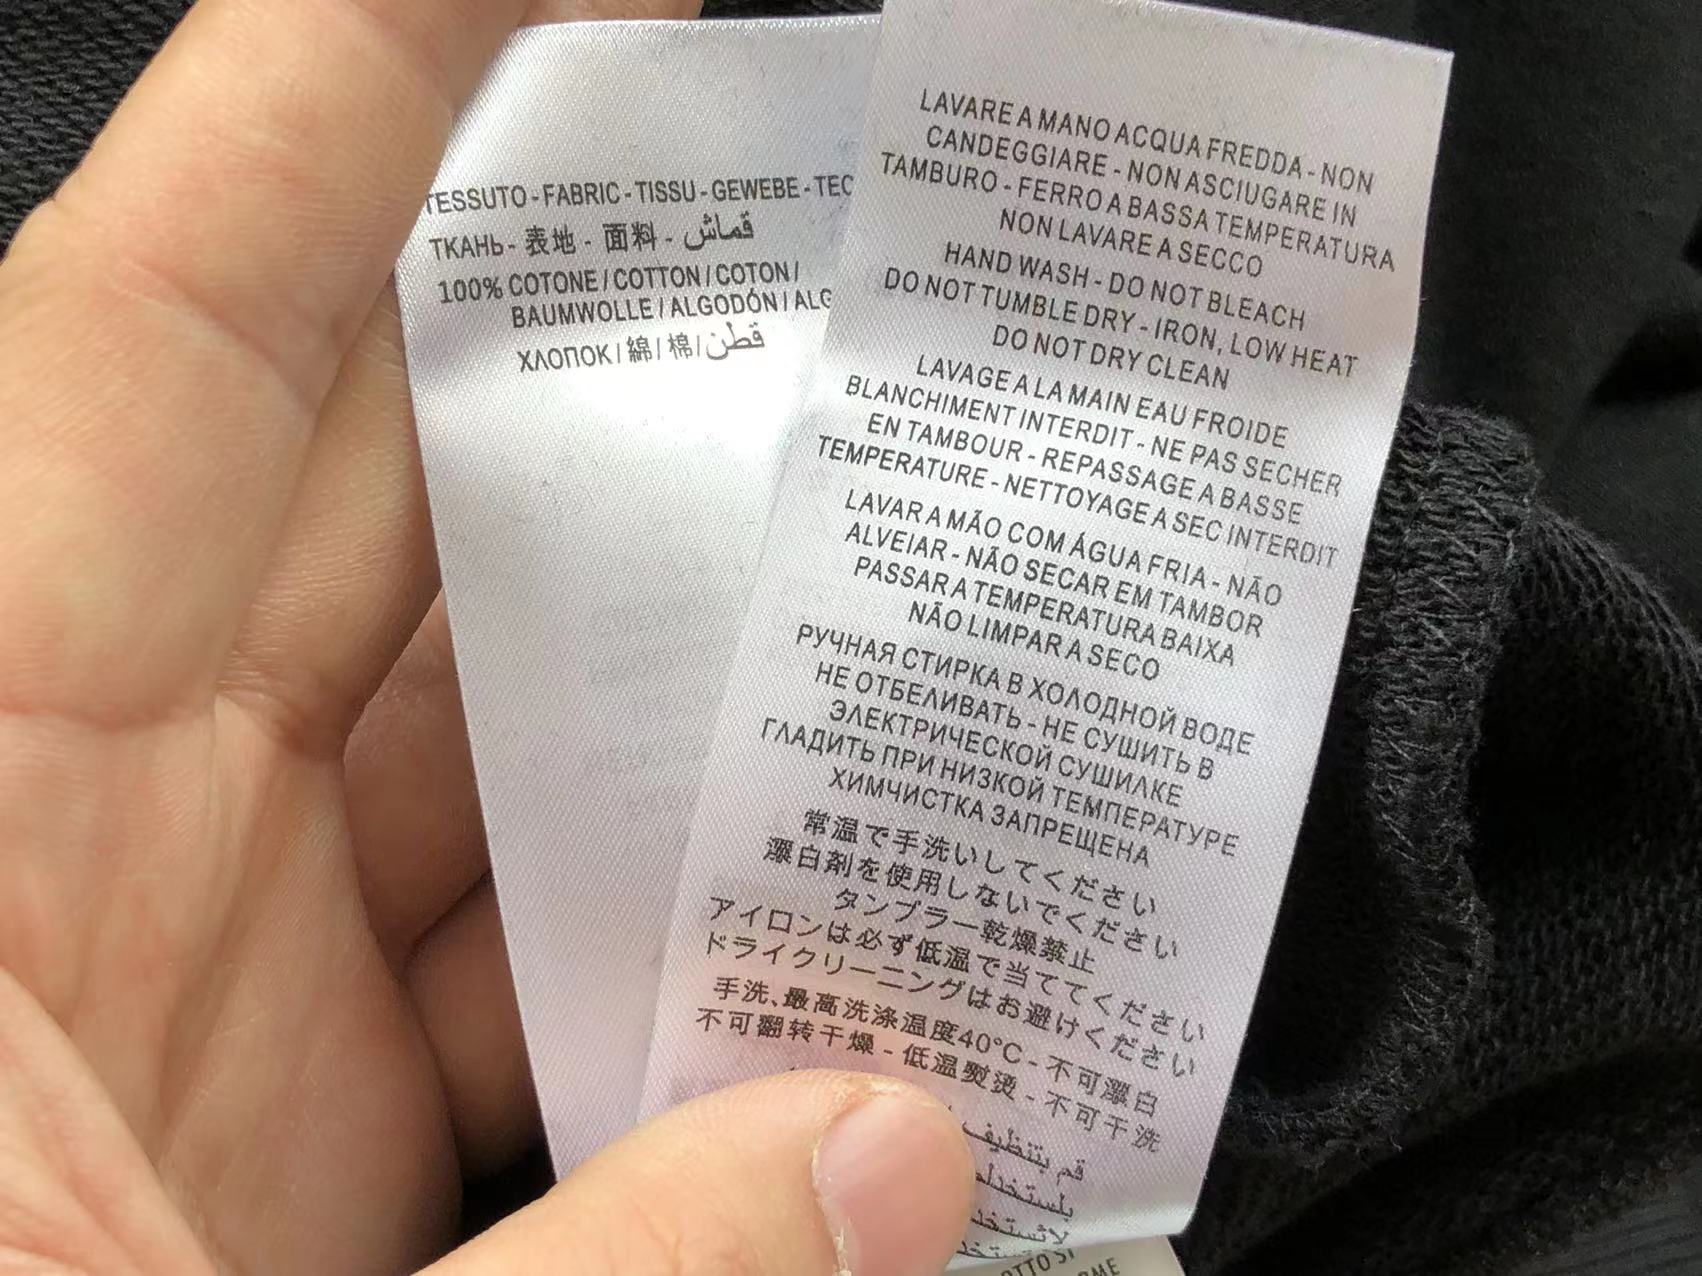 TESSUTO - FABRIC - TISSU - GEWEBE - TEC
ТКАНЬ - 表地 - 面料 - قماش
100% COTONE / COTTON / COTON /
BAUMWOLLE / ALGODÓN / ALG
ХЛОПОК / 綿 / 棉 / قطن
LAVARE A MANO ACQUA FREDDA - NON
CANDEGGIARE - NON ASCIUGARE IN
TAMBURO - FERRO A BASSA TEMPERATURA
NON LAVARE A SECCO
HAND WASH - DO NOT BLEACH
DO NOT TUMBLE DRY - IRON, LOW HEAT
DO NOT DRY CLEAN
LAVAGE A LA MAIN EAU FROIDE
BLANCHIMENT INTERDIT - NE PAS SECHER
EN TAMBOUR - REPASSAGE A BASSE
TEMPERATURE - NETTOYAGE A SEC INTERDIT
LAVAR A MÃO COM ÁGUA FRIA - NÃO
ALVEIAR - NÃO SECAR EM TAMBOR
PASSAR A TEMPERATURA BAIXA
NÃO LIMPAR A SECO
РУЧНАЯ СТИРКА В ХОЛОДНОЙ ВОДЕ
НЕ ОТБЕЛИВАТЬ - НЕ СУШИТЬ В
ЭЛЕКТРИЧЕСКОЙ СУШИЛКЕ
ГЛАДИТЬ ПРИ НИЗКОЙ ТЕМПЕРАТУРЕ
ХИМЧИСТКА ЗАПРЕЩЕНА
常温で手洗いしてください
漂白剤を使用しないでください
タンブラー乾燥禁止
アイロンは必ず低温で当ててください
ドライクリーニングはお避けください
手洗、最高洗涤温度40°C - 不可漂白
不可翻转干燥 - 低温熨烫 - 不可干洗
قم بتنظيف
OTTO SI